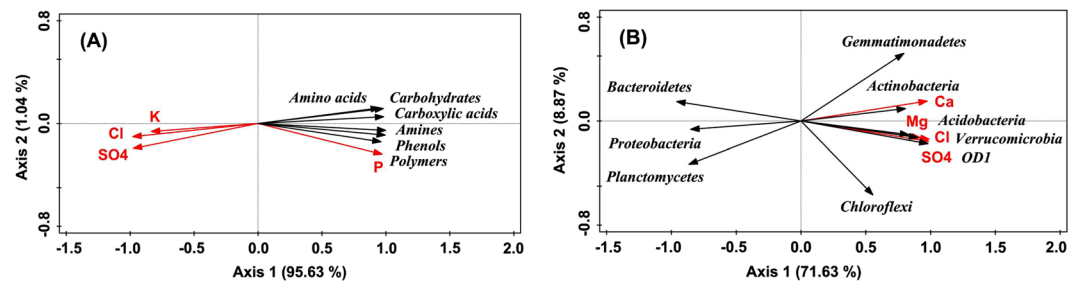 (A)
0.8
0.0
-0.8
Axis 2 (1.04 %)
Amino acids
Carbohydrates
Carboxylic acids
Amines
Phenols
Polymers
K
Cl
SO4
P
-1.5 -1.0 -0.5 0.0 0.5 1.0 1.5 2.0
Axis 1 (95.63 %)
(B)
0.8
0.0
-0.8
Axis 2 (8.87 %)
Gemmatimonadetes
Bacteroidetes
Actinobacteria
Ca
Mg
Acidobacteria
Cl
Verrucomicrobia
Proteobacteria
SO4
OD1
Planctomycetes
Chloroflexi
-1.5 -1.0 -0.5 0.0 0.5 1.0 1.5 2.0
Axis 1 (71.63 %)